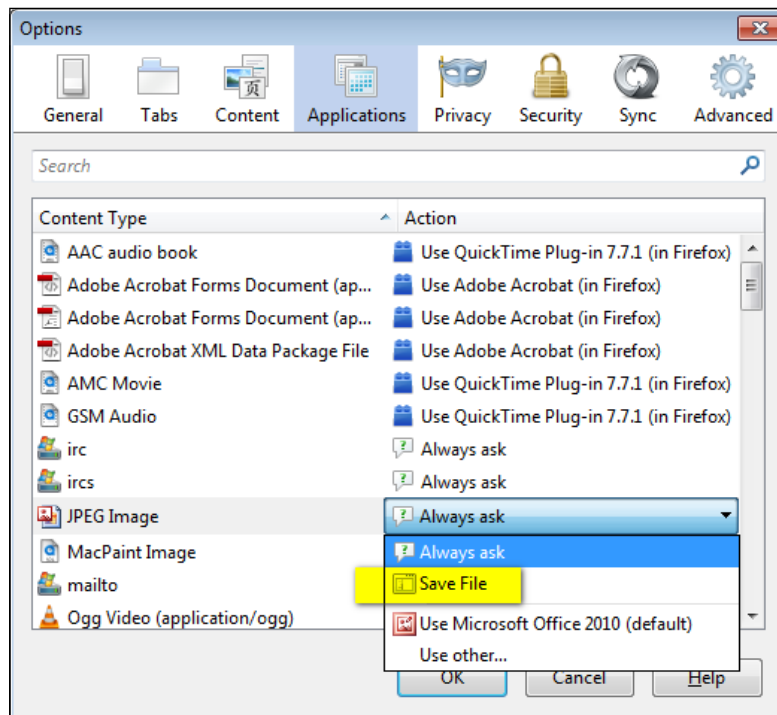 Options
General Tabs Content Applications Privacy Security Sync Advanced
页
Search
Content Type Action
AAC audio book Use QuickTime Plug-in 7.7.1 (in Firefox)
Adobe Acrobat Forms Document (ap... Use Adobe Acrobat (in Firefox)
Adobe Acrobat Forms Document (ap... Use Adobe Acrobat (in Firefox)
Adobe Acrobat XML Data Package File Use Adobe Acrobat (in Firefox)
AMC Movie Use QuickTime Plug-in 7.7.1 (in Firefox)
GSM Audio Use QuickTime Plug-in 7.7.1 (in Firefox)
irc Always ask
ircs Always ask
JPEG Image Always ask
MacPaint Image Always ask
mailto Save File
Ogg Video (application/ogg) Use Microsoft Office 2010 (default)
Use other...
OK Cancel Help